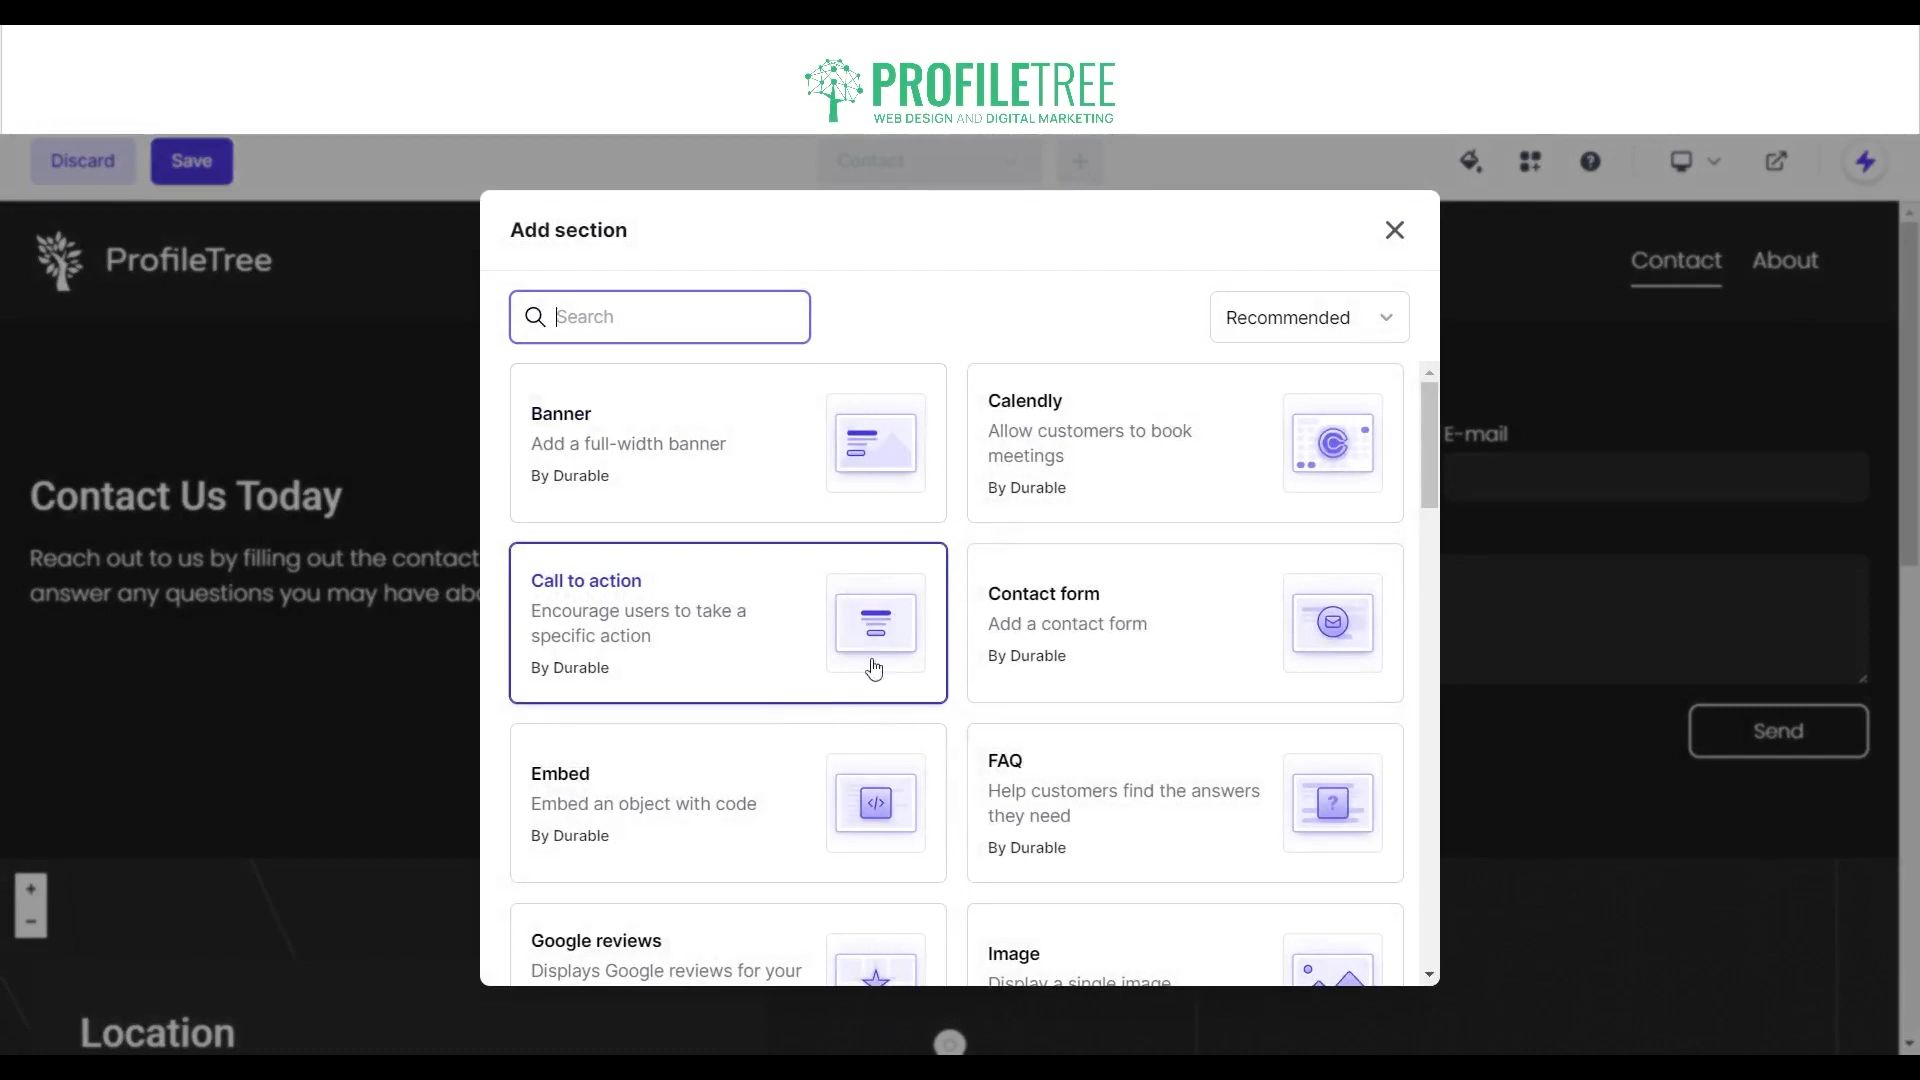 PROFILETREE
WEB DESIGN AND DIGITAL MARKETING
Discard
Save
Contact
ProfileTree
Contact
About
Add section
Search
Recommended
Banner
Add a full-width banner
By Durable
Calendly
Allow customers to book
meetings
By Durable
Call to action
Encourage users to take a
specific action
By Durable
Contact form
Add a contact form
By Durable
Embed
Embed an object with code
By Durable
FAQ
Help customers find the answers
they need
By Durable
Google reviews
Displays Google reviews for your
Image
Display a single image
Contact Us Today
Reach out to us by filling out the contact
answer any questions you may have abo
E-mail
Send
Location